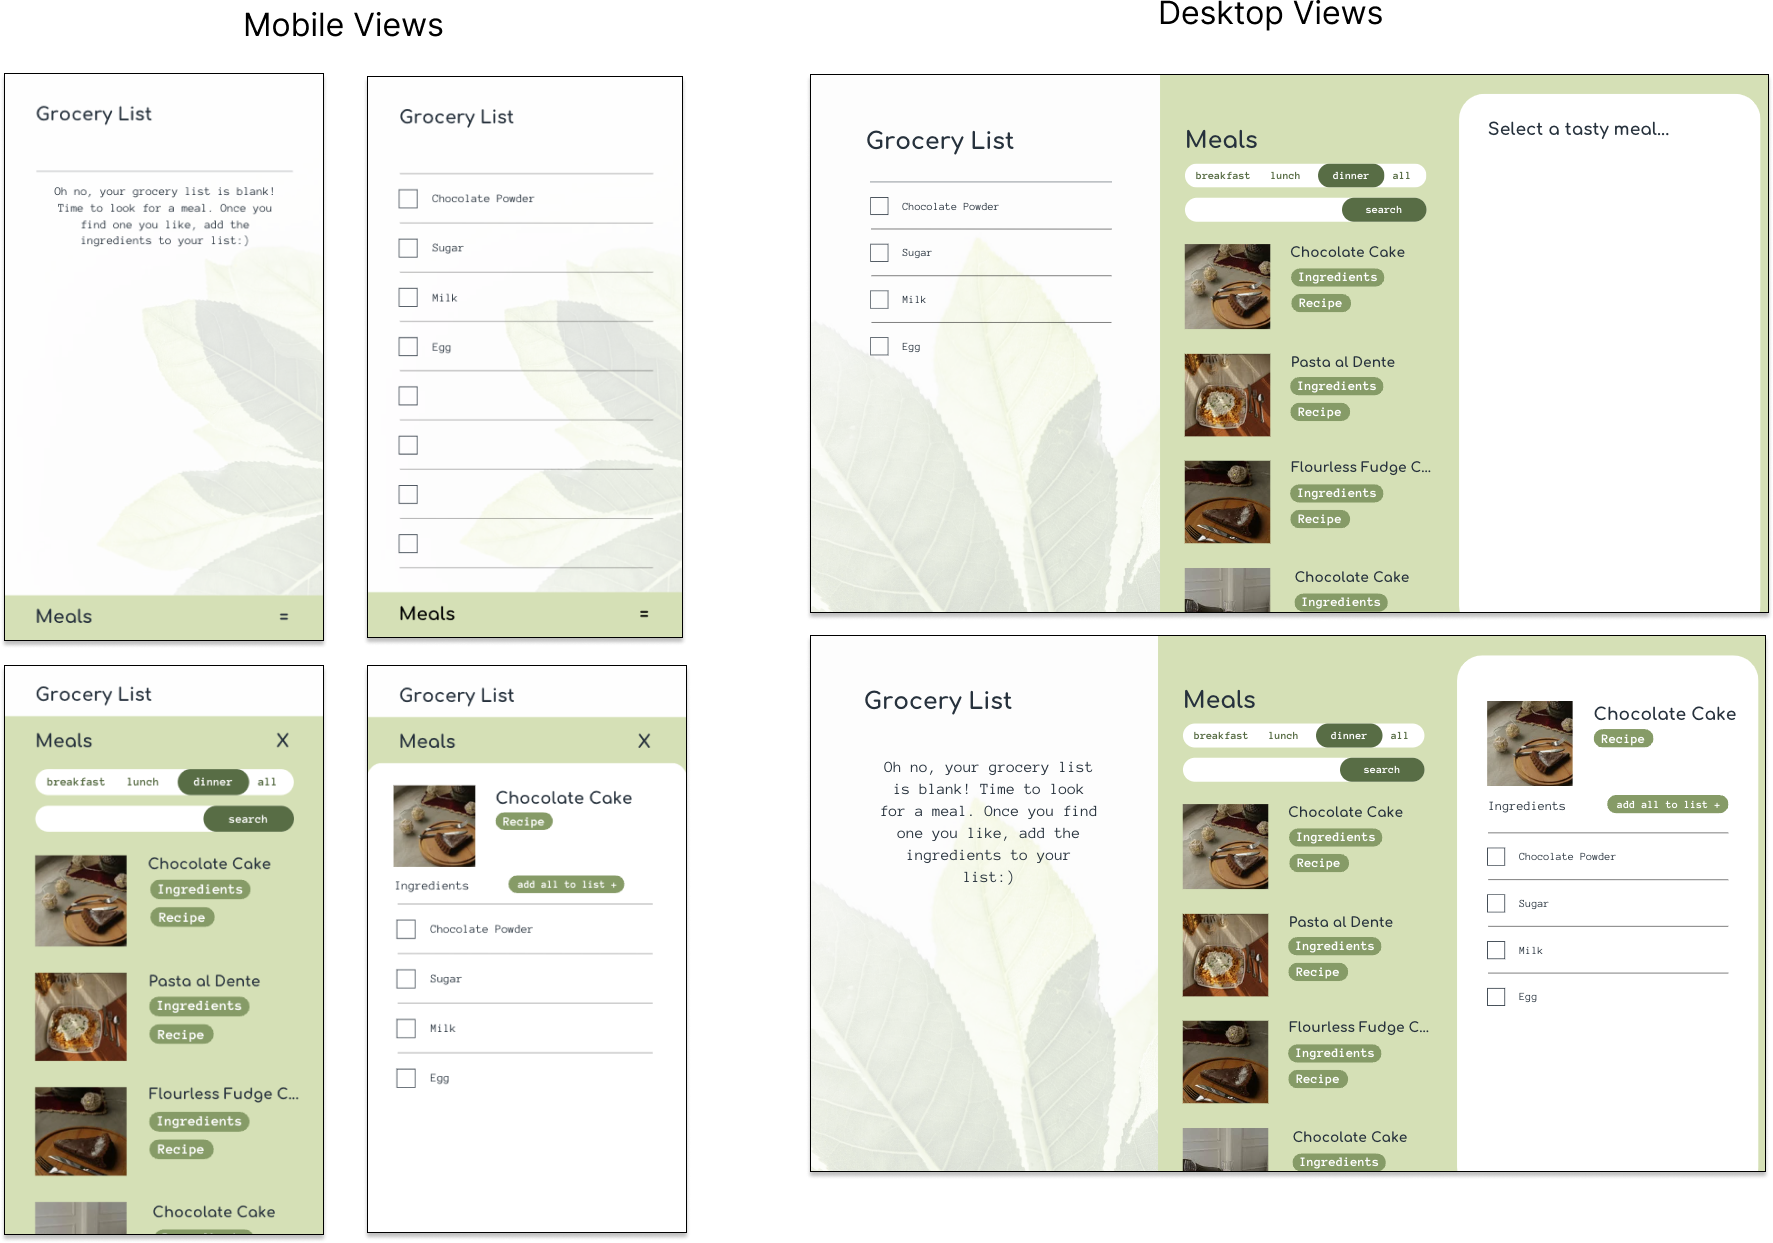 Mobile Views
Grocery List
Oh no, your grocery list is blank!
Time to look for a meal. Once you
find one you like, add the
ingredients to your list:)
Meals =
Grocery List
Chocolate Powder
Sugar
Milk
Egg
Meals =
Grocery List
Meals X
breakfast lunch dinner all
search
Chocolate Cake
Ingredients
Recipe
Pasta al Dente
Ingredients
Recipe
Flourless Fudge C...
Ingredients
Recipe
Chocolate Cake
Grocery List
Meals X
Chocolate Cake
Recipe
Ingredients add all to list +
Chocolate Powder
Sugar
Milk
Egg
Desktop Views
Grocery List
Chocolate Powder
Sugar
Milk
Egg
Meals
breakfast lunch dinner all
search
Chocolate Cake
Ingredients
Recipe
Pasta al Dente
Ingredients
Recipe
Flourless Fudge C...
Ingredients
Recipe
Chocolate Cake
Ingredients
Select a tasty meal...
Grocery List
Oh no, your grocery list
is blank! Time to look
for a meal. Once you find
one you like, add the
ingredients to your
list:)
Meals
breakfast lunch dinner all
search
Chocolate Cake
Ingredients
Recipe
Pasta al Dente
Ingredients
Recipe
Flourless Fudge C...
Ingredients
Recipe
Chocolate Cake
Ingredients
Chocolate Cake
Recipe
Ingredients add all to list +
Chocolate Powder
Sugar
Milk
Egg